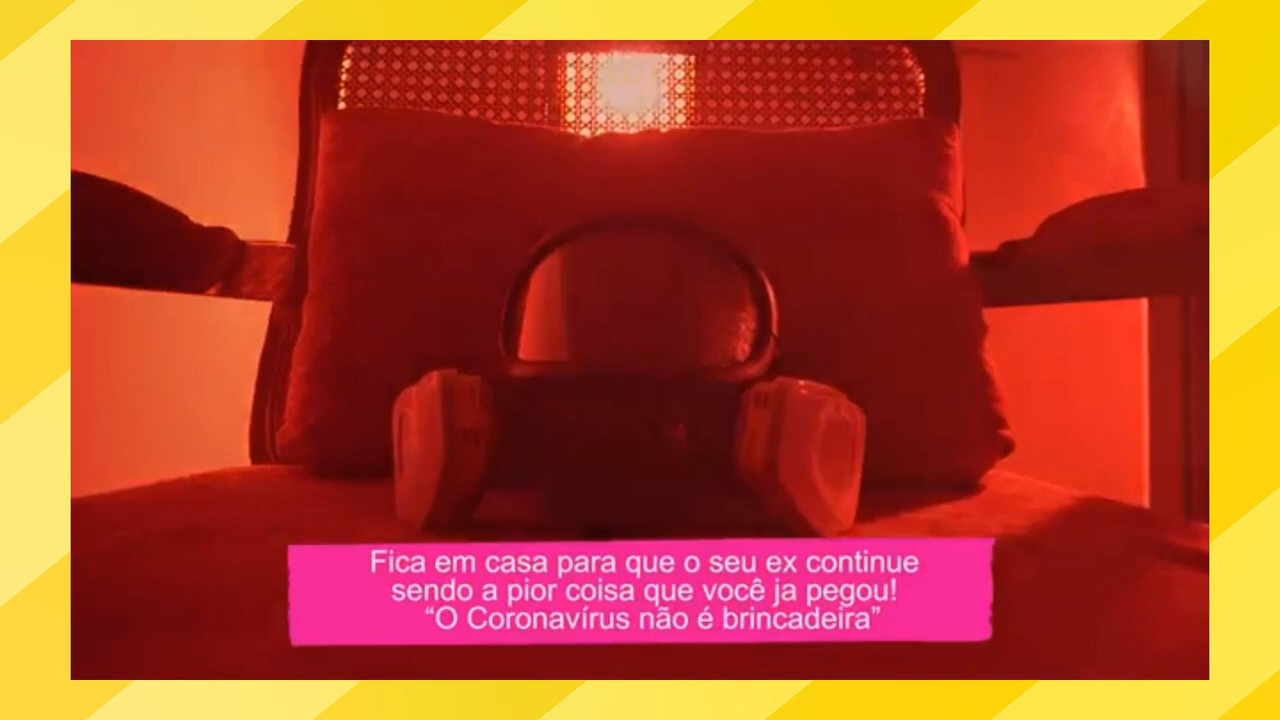 Fica em casa para que o seu ex continue
sendo a pior coisa que você ja pegou!
“O Coronavírus não é brincadeira”